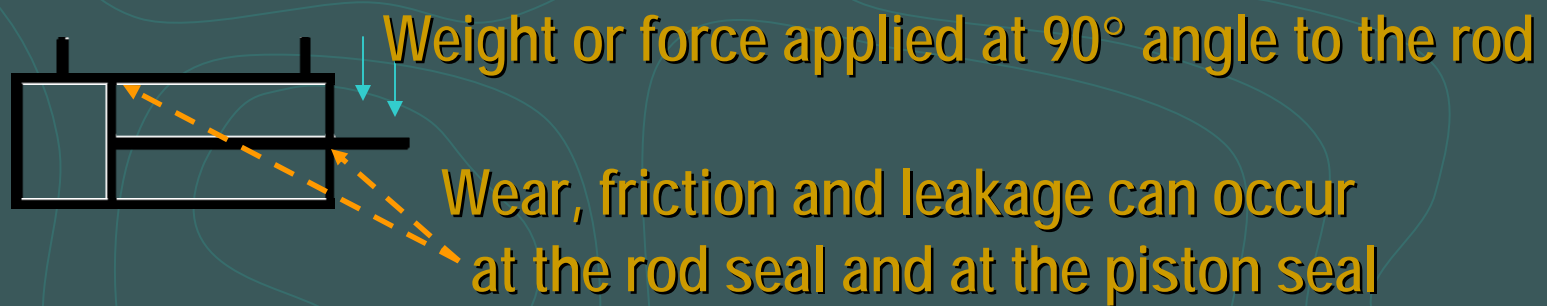 Weight or force applied at 90° angle to the rod
Wear, friction and leakage can occur
at the rod seal and at the piston seal